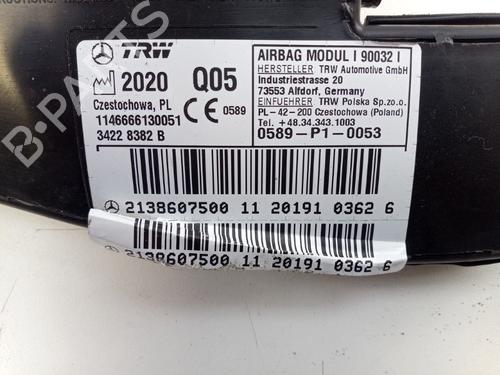 TRW
2020 Q05
Czestochowa, PL
0589
1146666130051
3422 8382 B
AIRBAG MODUL I 90032 I
HERSTELLER TRW Automotive GmbH
Industriestrasse 20
73553 Alfdorf, Germany
EINFUEHRER TRW Polska Sp.zo.o.
PL-42-200 Czestochowa (Poland)
Tel.+48.34.343.1003
0589-P1-0053
2138607500 11 20191 0362 6
2138607500 11 20191 0362 6
B-PARTS